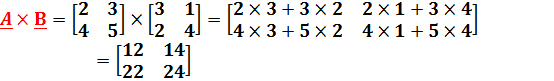 A × B = [2 3 4 5] × [3 1 2 4] = [2 × 3 + 3 × 2 2 × 1 + 3 × 4 4 × 3 + 5 × 2 4 × 1 + 5 × 4]
= [12 14 22 24]